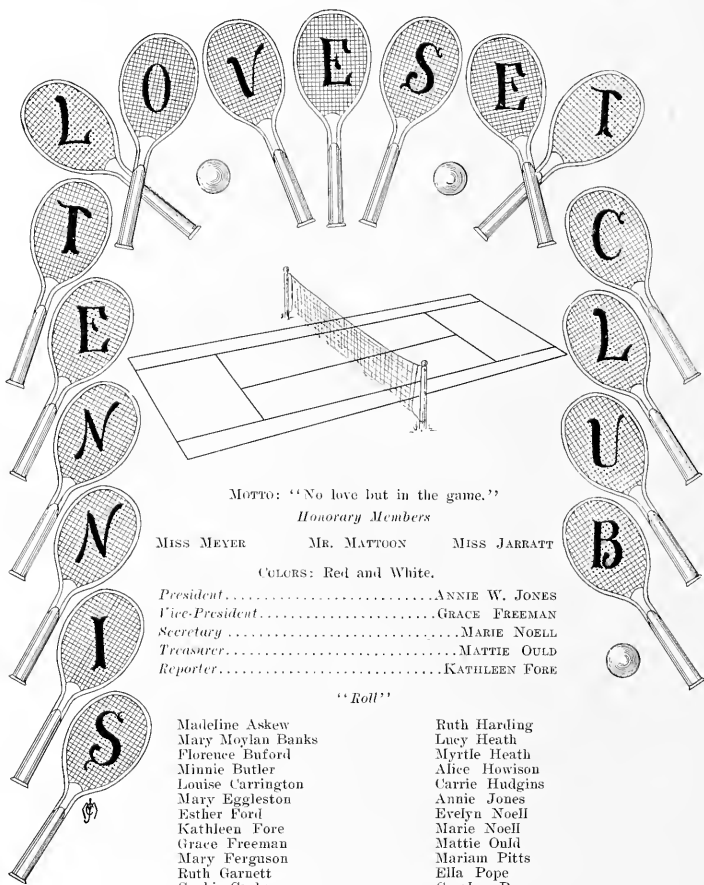 LOVE SET
TENNIS
CLUB
MOTTO: "No love but in the game."
Honorary Members
MISS MEYER MR. MATTOON MISS JARRATT
COLORS: Red and White.
President..........................ANNIE W. JONES
Vice-President.......................GRACE FREEMAN
Secretary ..........................MARIE NOELL
Treasurer..........................MATTIE OULD
Reporter..........................KATHLEEN FORE
"Roll"
Madeline Askew
Mary Moylan Banks
Florence Buford
Minnie Butler
Louise Carrington
Mary Eggleston
Esther Ford
Kathleen Fore
Grace Freeman
Mary Ferguson
Ruth Garnett
Ruth Harding
Lucy Heath
Myrtle Heath
Alice Howison
Carrie Hudgins
Annie Jones
Evelyn Noell
Marie Noell
Mattie Ould
Mariam Pitts
Ella Pope